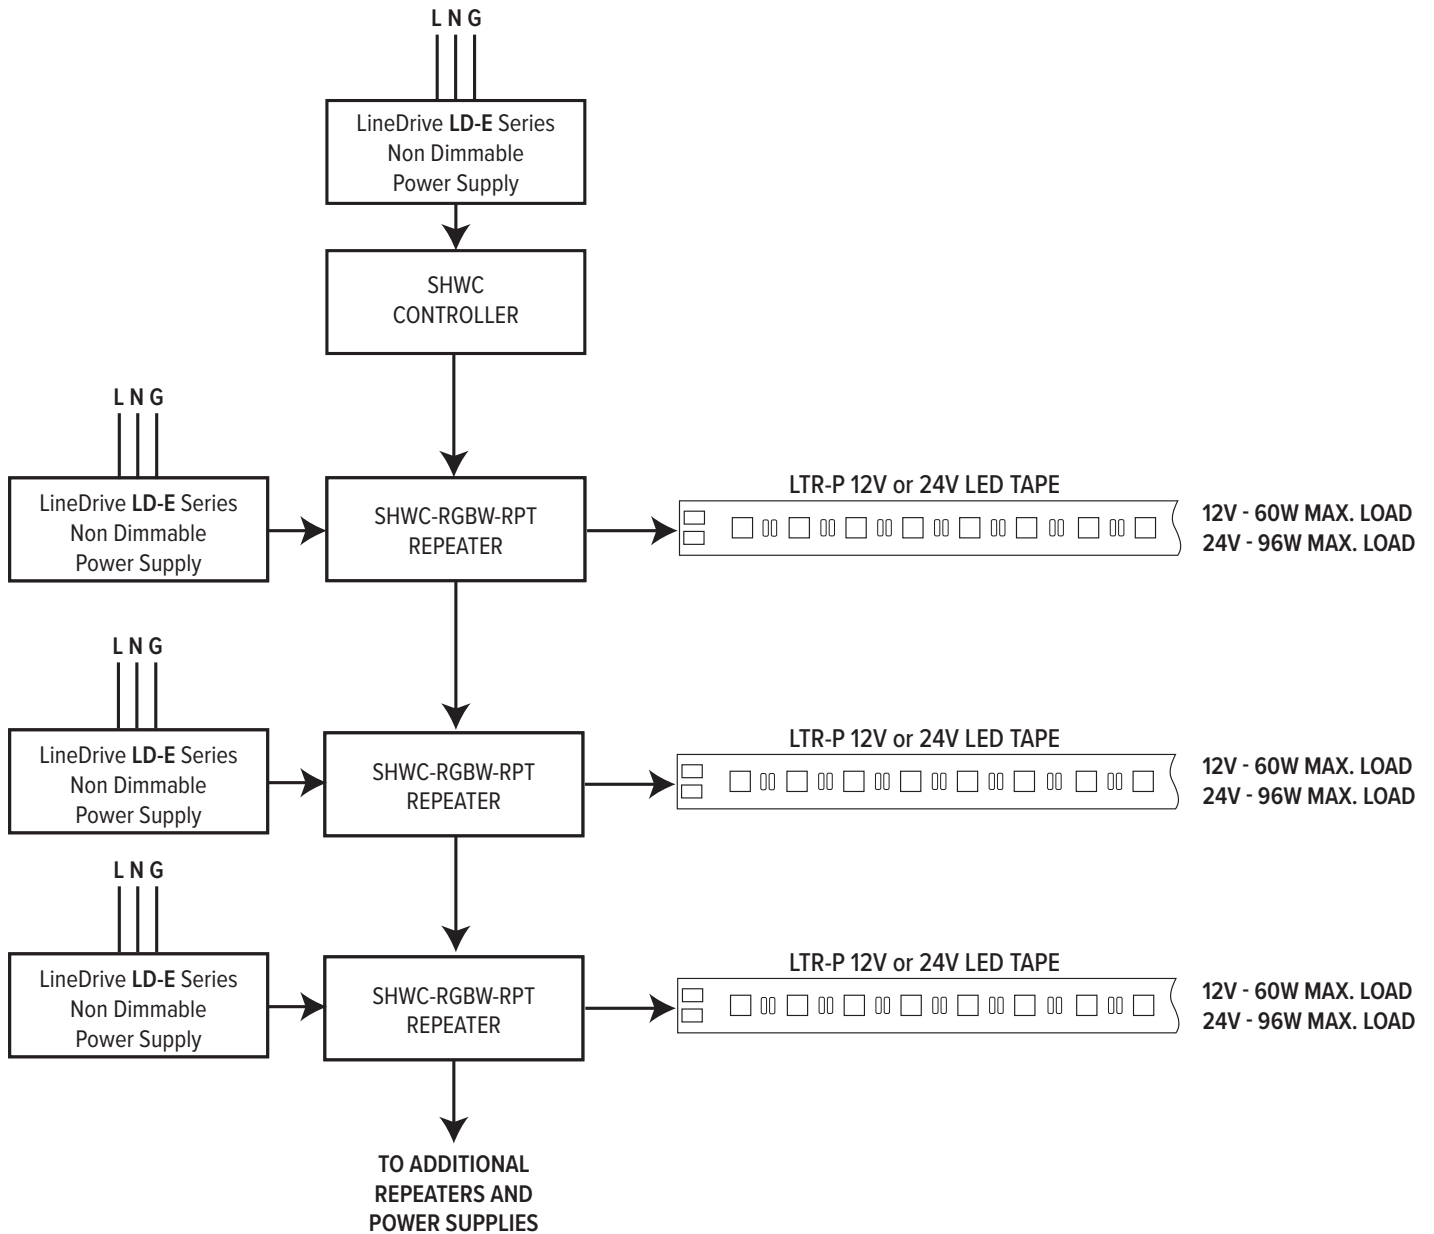 L N G
LineDrive LD-E Series
Non Dimmable
Power Supply
SHWC
CONTROLLER
L N G
LineDrive LD-E Series
Non Dimmable
Power Supply
SHWC-RGBW-RPT
REPEATER
LTR-P 12V or 24V LED TAPE
12V - 60W MAX. LOAD
24V - 96W MAX. LOAD
L N G
LineDrive LD-E Series
Non Dimmable
Power Supply
SHWC-RGBW-RPT
REPEATER
LTR-P 12V or 24V LED TAPE
12V - 60W MAX. LOAD
24V - 96W MAX. LOAD
L N G
LineDrive LD-E Series
Non Dimmable
Power Supply
SHWC-RGBW-RPT
REPEATER
LTR-P 12V or 24V LED TAPE
12V - 60W MAX. LOAD
24V - 96W MAX. LOAD
TO ADDITIONAL
REPEATERS AND
POWER SUPPLIES